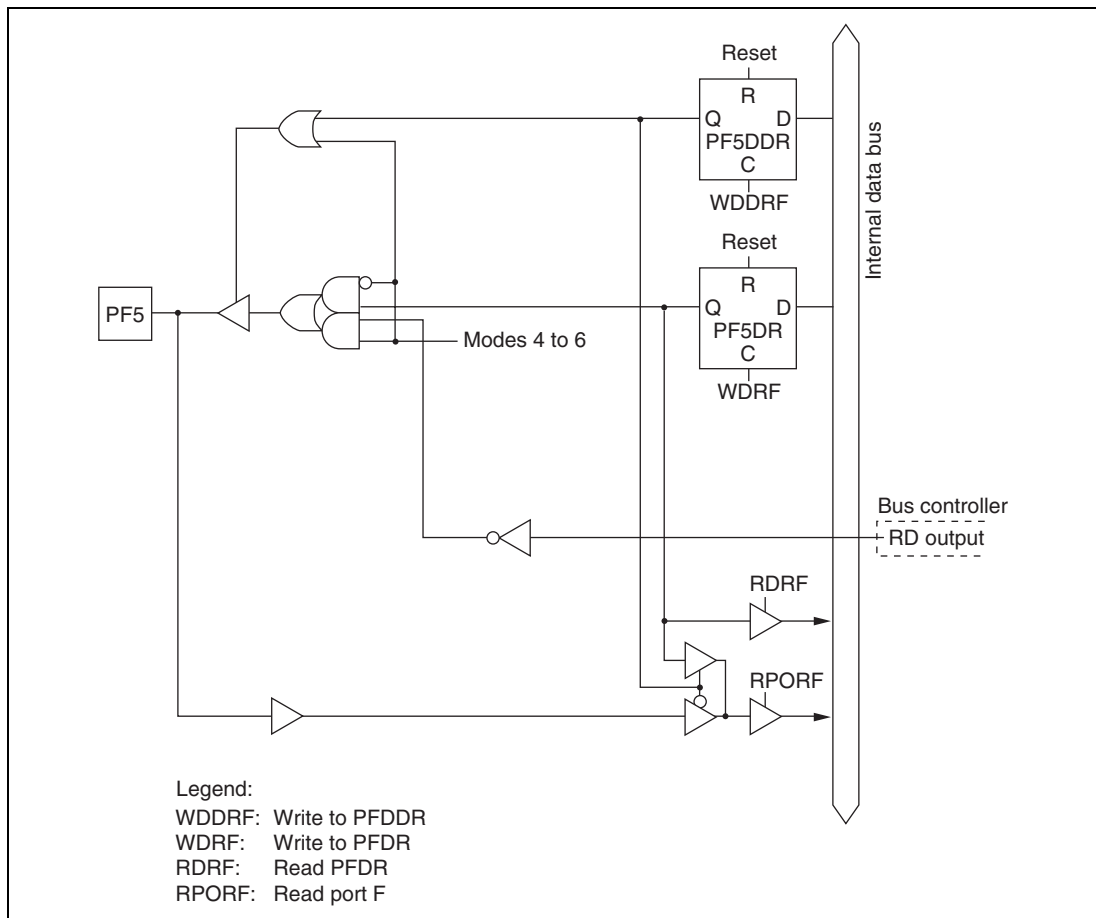 Reset
R
Q D
PF5DDR
C
WDDRF
Internal data bus
Reset
R
Q D
PF5DR
C
WDRF
PF5
Modes 4 to 6
Bus controller
RD output
RDRF
RPORF
Legend:
WDDRF: Write to PFDDR
WDRF: Write to PFDR
RDRF: Read PFDR
RPORF: Read port F